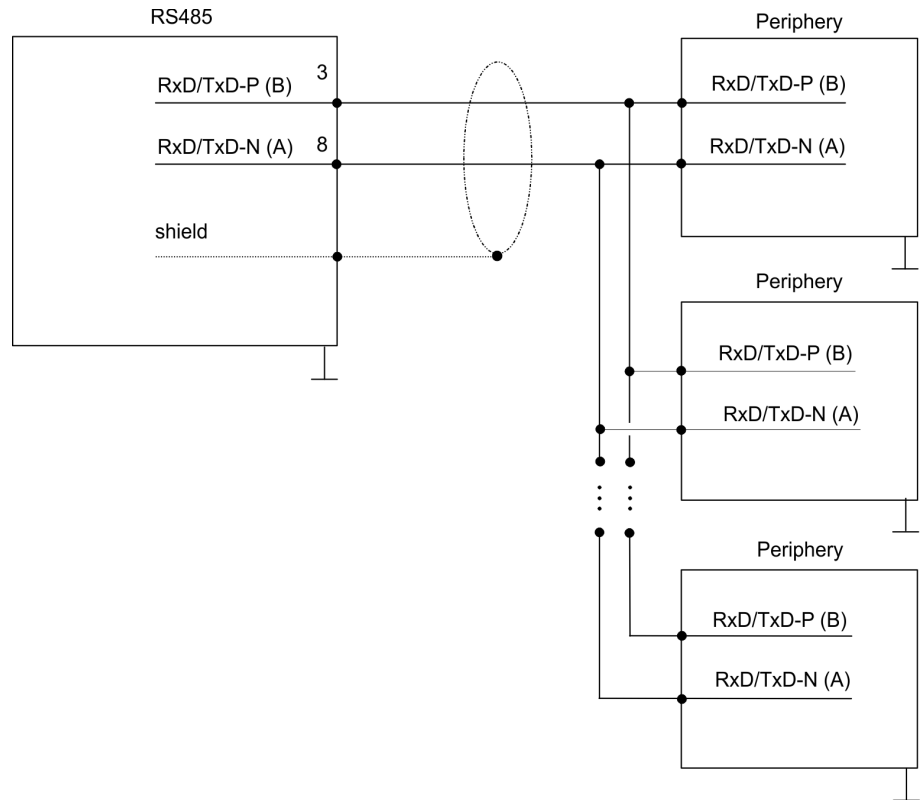 RS485
RxD/TxD-P (B) 3
RxD/TxD-N (A) 8
shield
Periphery
RxD/TxD-P (B)
RxD/TxD-N (A)
Periphery
RxD/TxD-P (B)
RxD/TxD-N (A)
Periphery
RxD/TxD-P (B)
RxD/TxD-N (A)